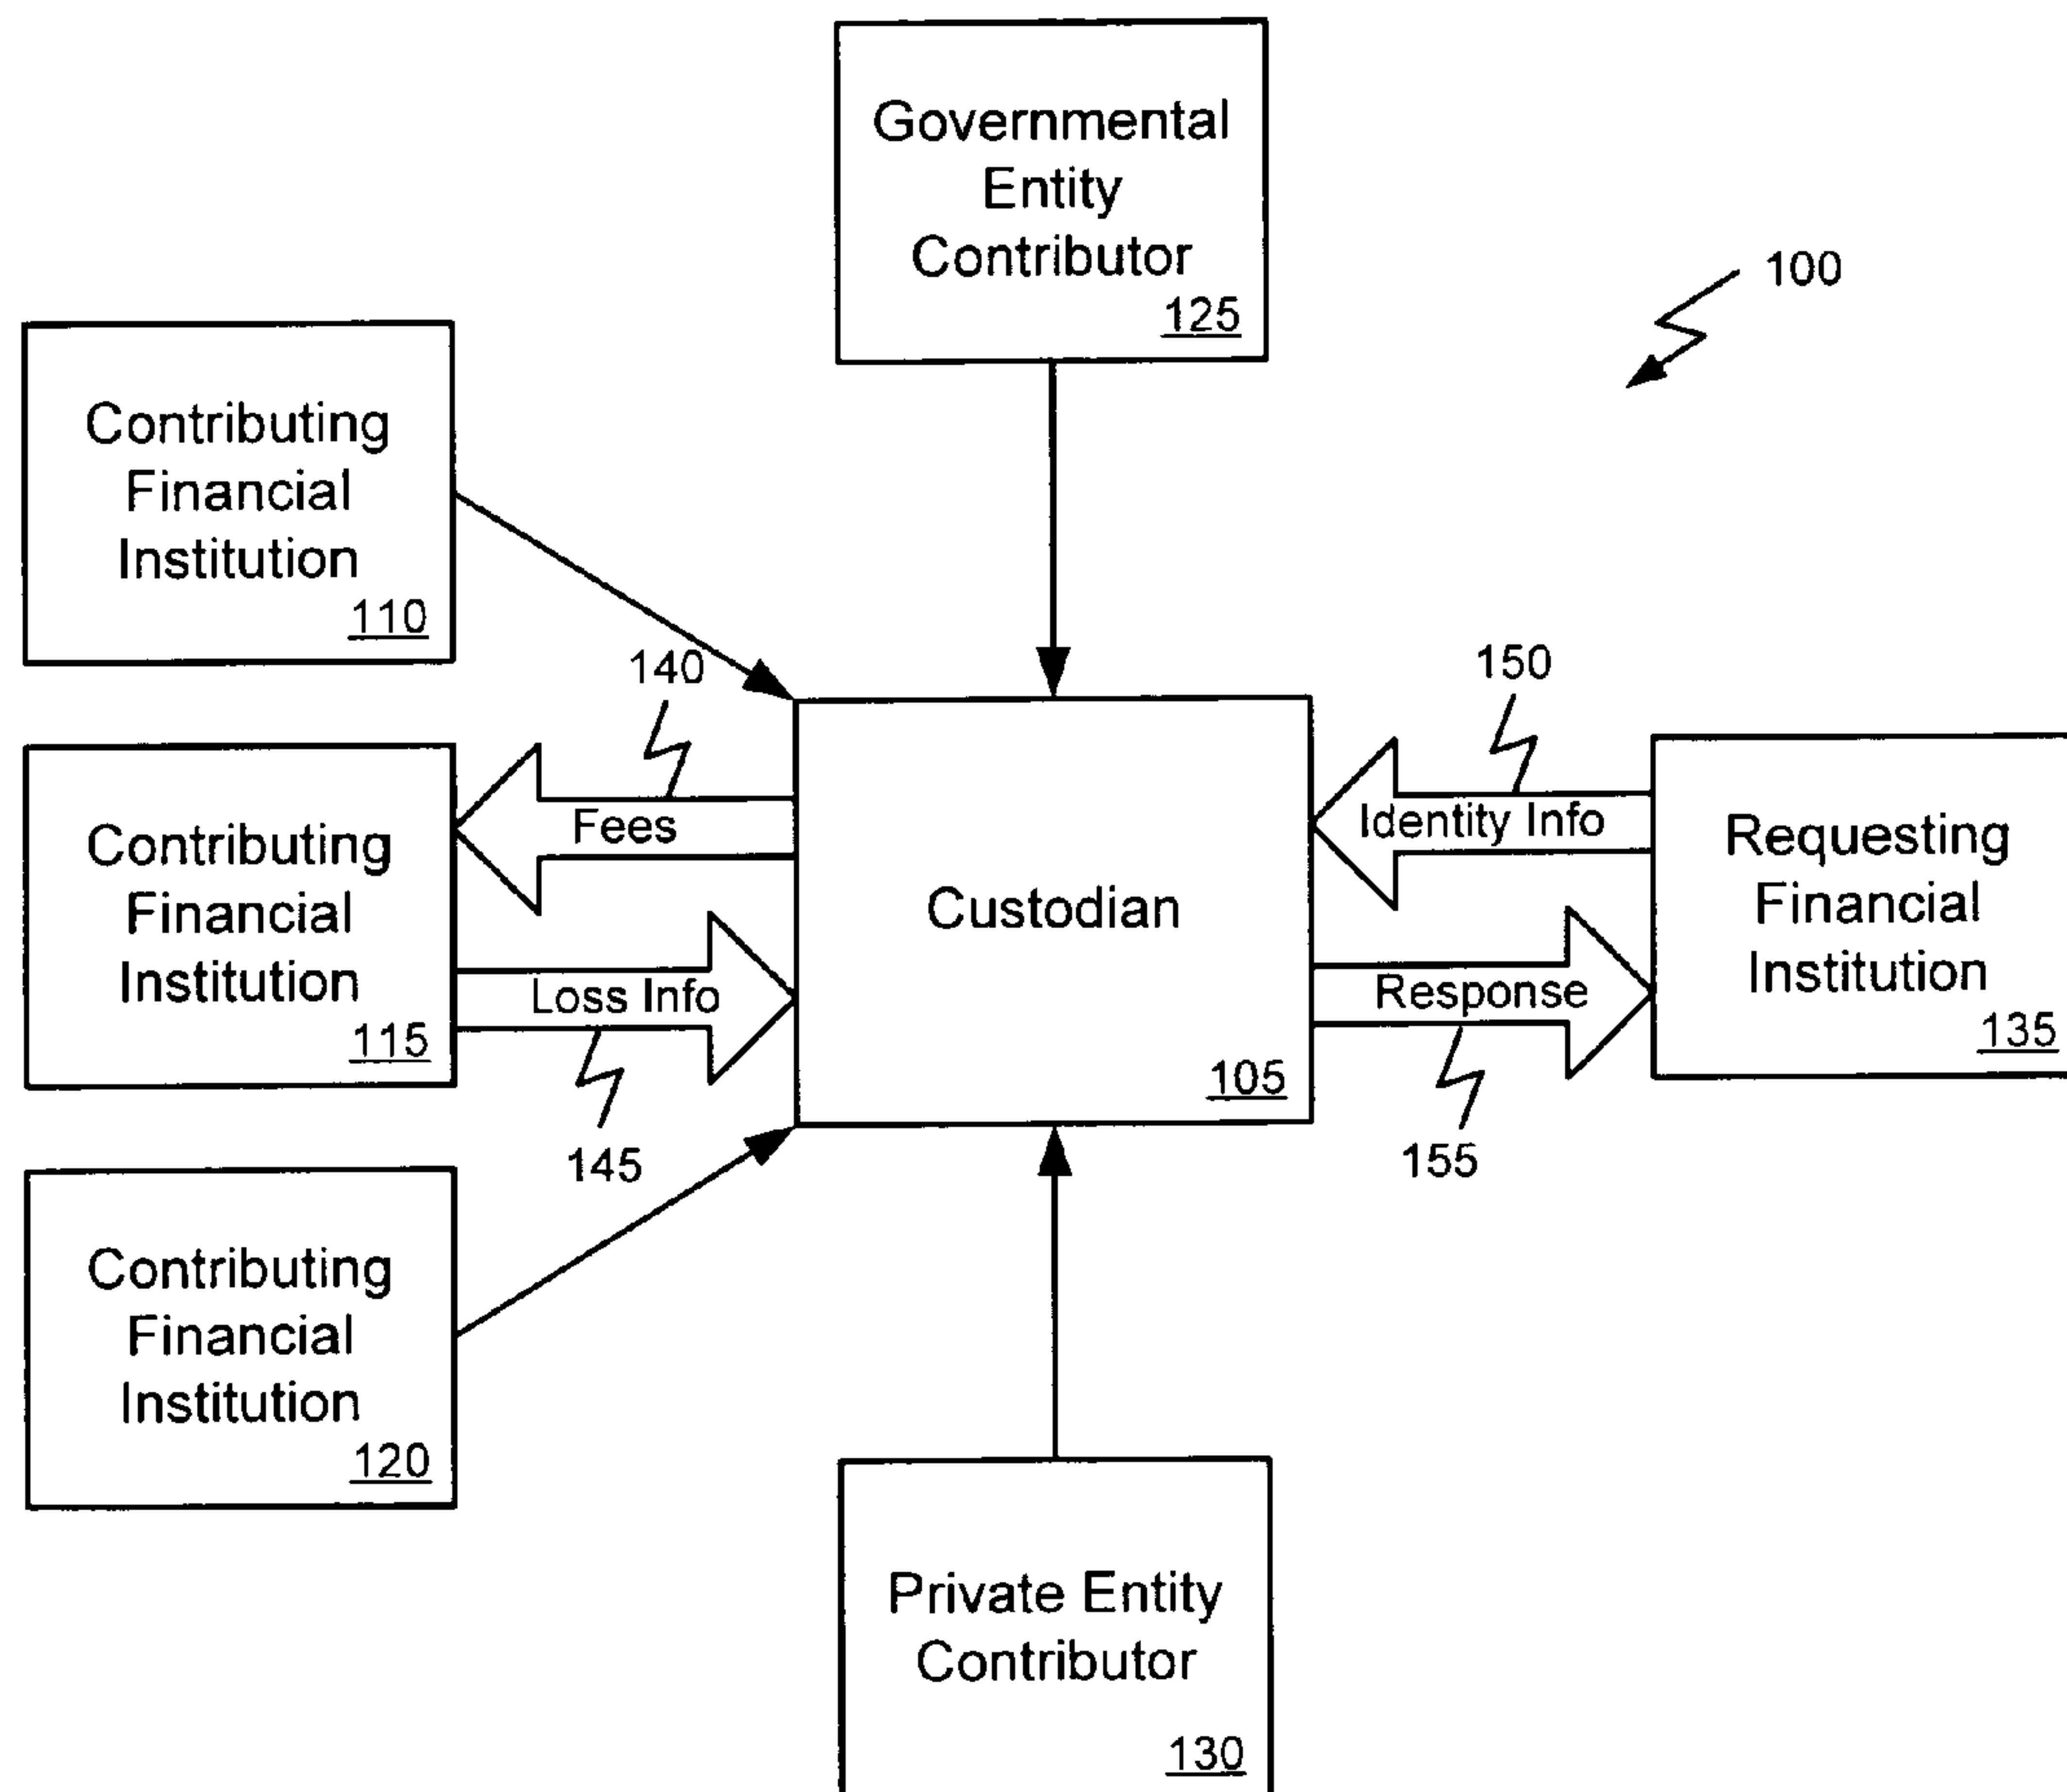 Governmental
Entity
Contributor
125
100
Contributing
Financial
Institution
110
140
150
Contributing
Financial
Institution
115
Fees
Loss Info
145
Custodian
105
Identity Info
Response
155
Requesting
Financial
Institution
135
Contributing
Financial
Institution
120
Private Entity
Contributor
130